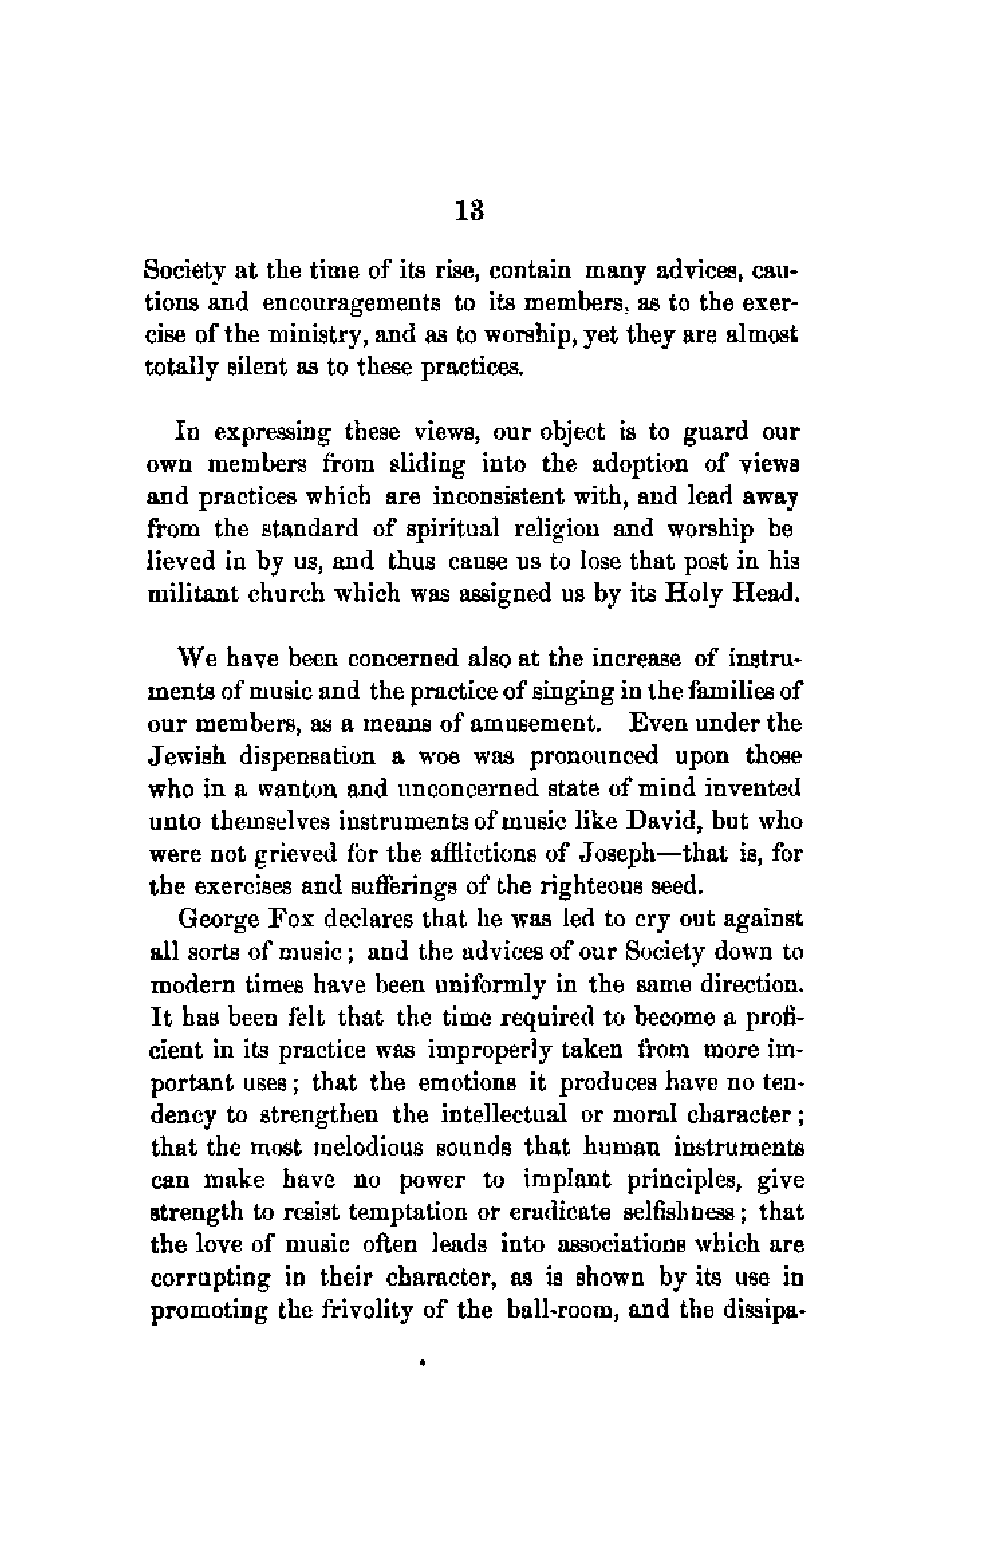 13
Society at the time of its rise, contain many advices, cau-
tions and encouragements to its members, as to the exer-
cise of the ministry, and as to worship, yet they are almost
totally silent as to these practices.
In expressing these views, our object is to guard our
own members from sliding into the adoption of views
and practices which are inconsistent with, and lead away
from the standard of spiritual religion and worship be
lieved in by us, and thus cause us to lose that post in his
militant church which was assigned us by its Holy Head.
We have been concerned also at the increase of instru-
ments of music and the practice of singing in the families of
our members, as a means of amusement. Even under the
Jewish dispensation a woe was pronounced upon those
who in a wanton and unconcerned state of mind invented
unto themselves instruments of music like David, but who
were not grieved for the afflictions of Joseph—that is, for
the exercises and sufferings of the righteous seed.
George Fox declares that he was led to cry out against
all sorts of music; and the advices of our Society down to
modern times have been uniformly in the same direction.
It has been felt that the time required to become a profi-
cient in its practice was improperly taken from more im-
portant uses; that the emotions it produces have no ten-
dency to strengthen the intellectual or moral character;
that the most melodious sounds that human instruments
can make have no power to implant principles, give
strength to resist temptation or eradicate selfishness; that
the love of music often leads into associations which are
corrupting in their character, as is shown by its use in
promoting the frivolity of the ball-room, and the dissipa-